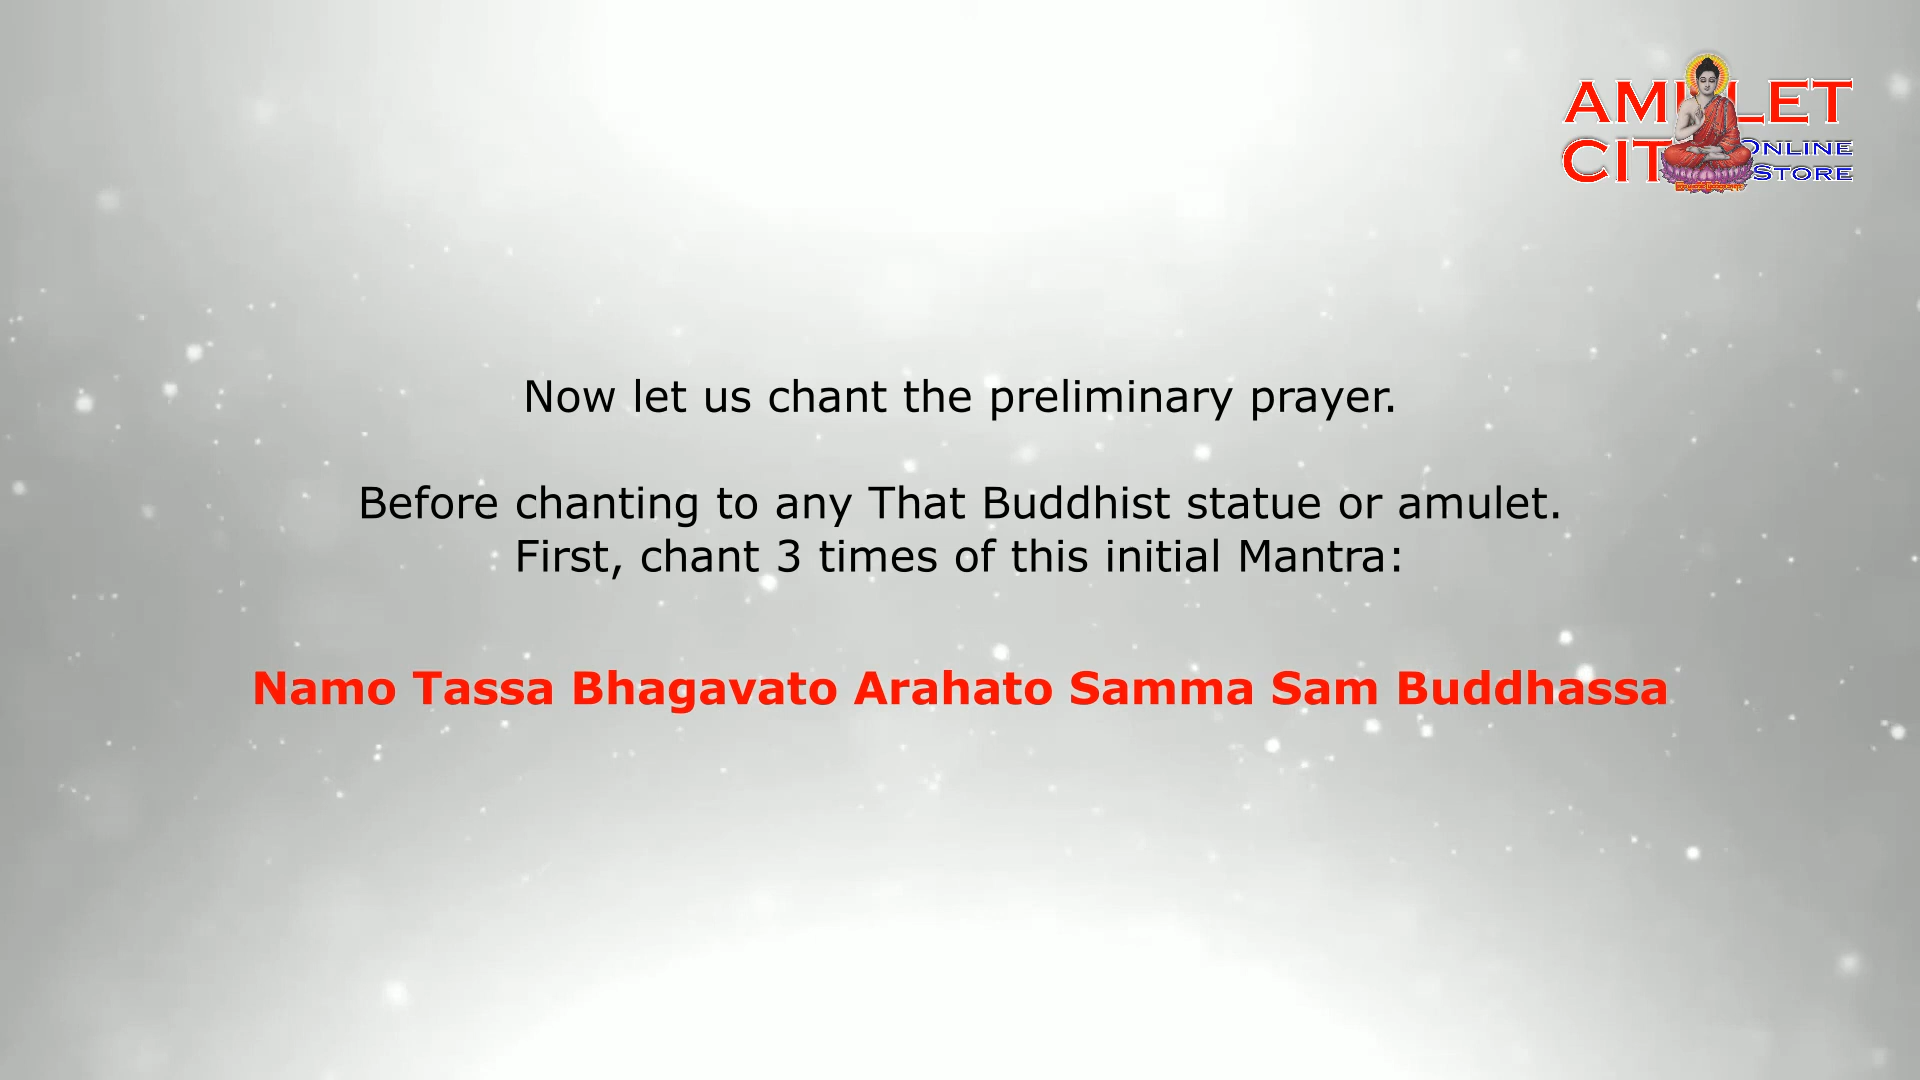 AMULET
CITY ONLINE
STORE
Now let us chant the preliminary prayer.
Before chanting to any That Buddhist statue or amulet.
First, chant 3 times of this initial Mantra:
Namo Tassa Bhagavato Arahato Samma Sam Buddhassa